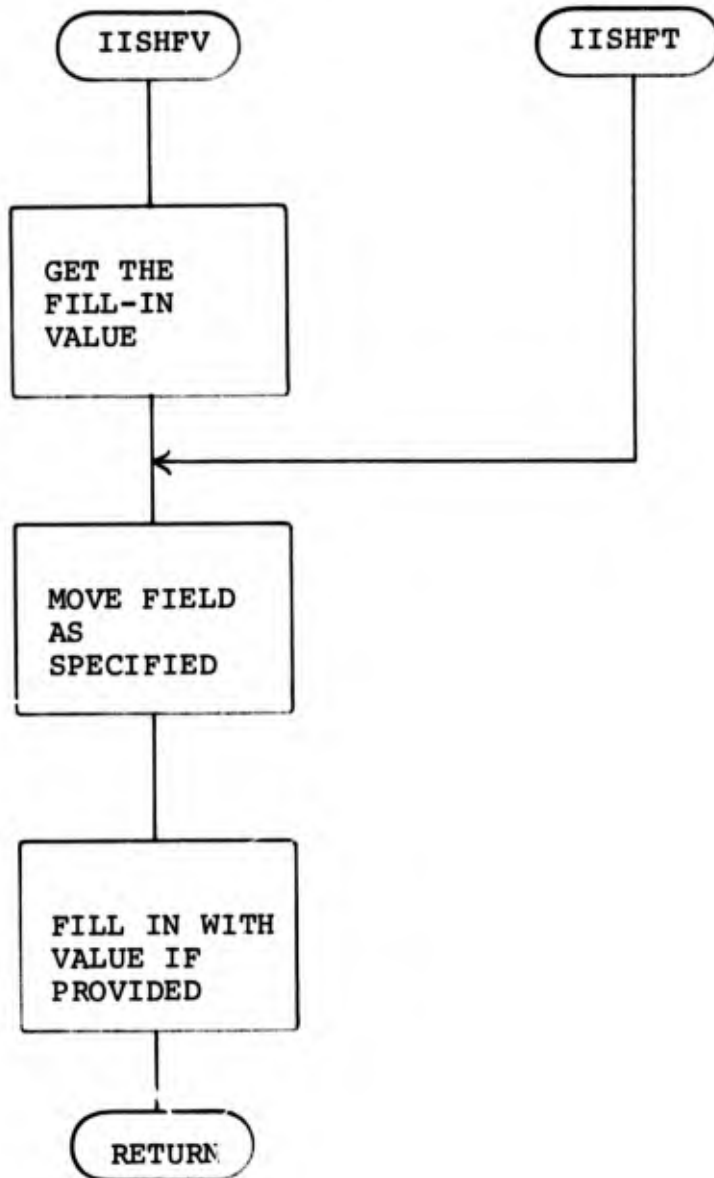 IISHFV
IISHFT
GET THE
FILL-IN
VALUE
MOVE FIELD
AS
SPECIFIED
FILL IN WITH
VALUE IF
PROVIDED
RETURN